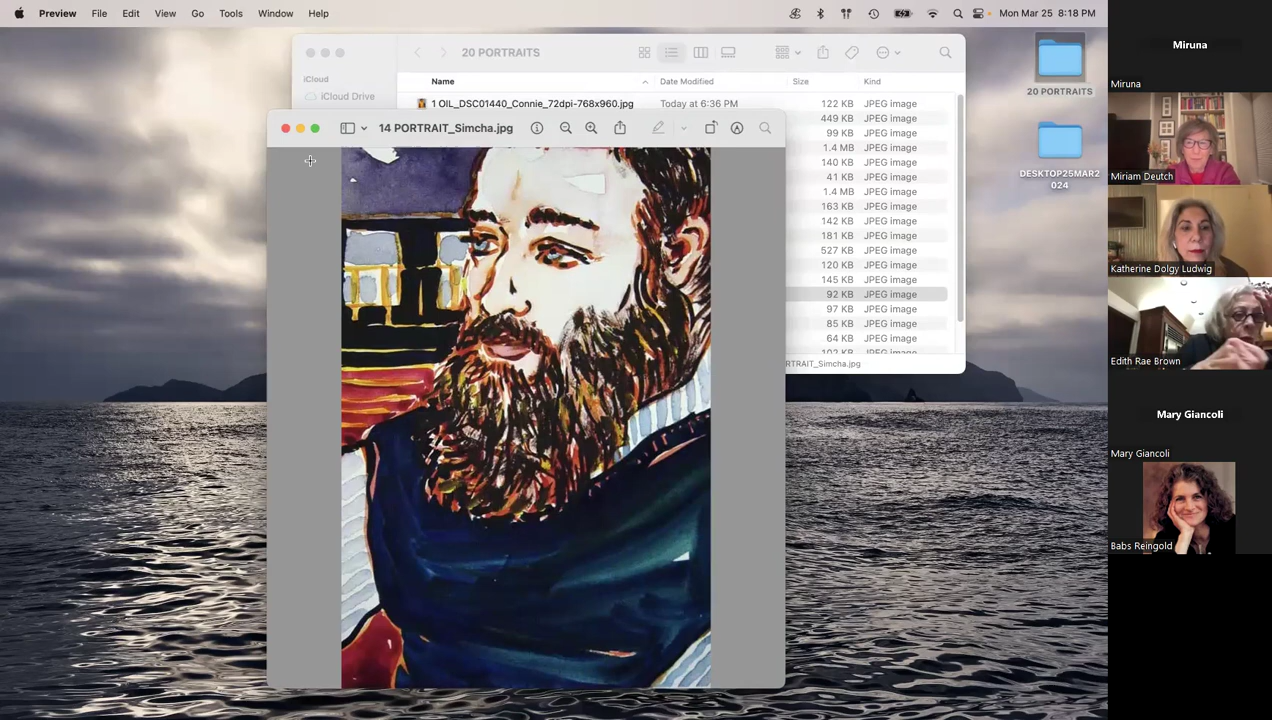 Preview File Edit View Go Tools Window Help Mon Mar 25 8:18 PM
20 PORTRAITS
iCloud
iCloud Drive
Name Date Modified Size Kind
1 OIL_DSC01440_Connie_72dpi-768x960.jpg Today at 6:36 PM 122 KB JPEG image
449 KB JPEG image
99 KB JPEG image
1.4 MB JPEG image
140 KB JPEG image
41 KB JPEG image
1.4 MB JPEG image
163 KB JPEG image
142 KB JPEG image
181 KB JPEG image
527 KB JPEG image
120 KB JPEG image
145 KB JPEG image
92 KB JPEG image
97 KB JPEG image
85 KB JPEG image
64 KB JPEG image
102 KB JPEG image
RTRAIT_Simcha.jpg
14 PORTRAIT_Simcha.jpg
20 PORTRAITS
DESKTOP25MAR2
024
Miruna
Miruna
Miriam Deutch
Katherine Dolgy Ludwig
Edith Rae Brown
Mary Giancoli
Mary Giancoli
Babs Reingold